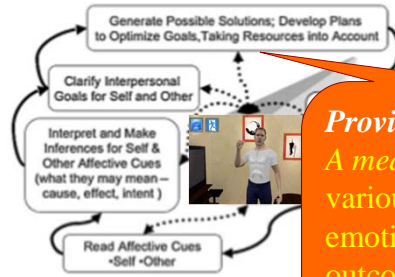 Generate Possible Solutions; Develop Plans
to Optimize Goals,Taking Resources into Account
Clarify Interpersonal
Goals for Self and Other
Interpret and Make
Inferences for Self &
Other Affective Cues
(what they may mean –
cause, effect, intent )
Read Affective Cues
•Self •Other
A